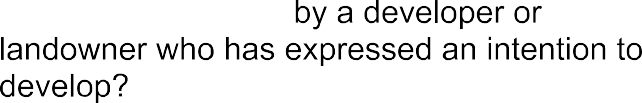 by a developer or
landowner who has expressed an intention to
develop?